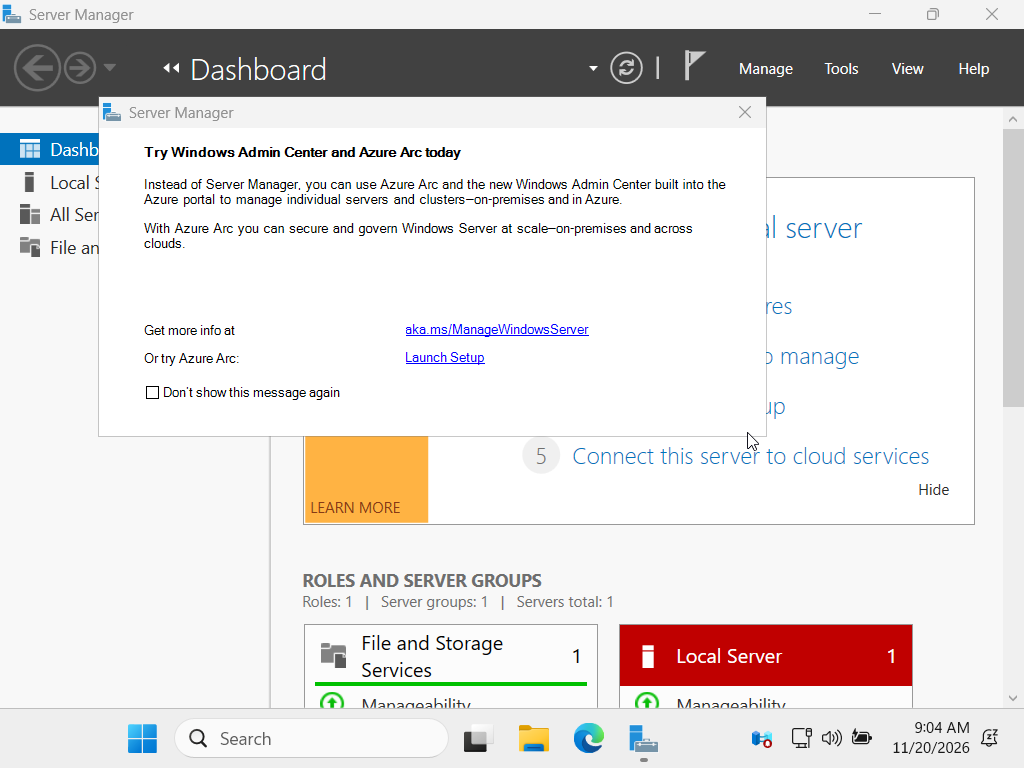 Server Manager
Dashboard
Manage Tools View Help
Server Manager
Try Windows Admin Center and Azure Arc today
Instead of Server Manager, you can use Azure Arc and the new Windows Admin Center built into the
Azure portal to manage individual servers and clusters—on-premises and in Azure.
With Azure Arc you can secure and govern Windows Server at scale—on-premises and across
clouds.
Get more info at aka.ms/ManageWindowsServer
Or try Azure Arc: Launch Setup
Don't show this message again
Dashb
Local S
All Ser
File an
al server
res
manage
up
5 Connect this server to cloud services
Hide
LEARN MORE
ROLES AND SERVER GROUPS
Roles: 1 | Server groups: 1 | Servers total: 1
File and Storage
Services 1
Manageability
Local Server 1
Manageability
Search
9:04 AM
11/20/2026